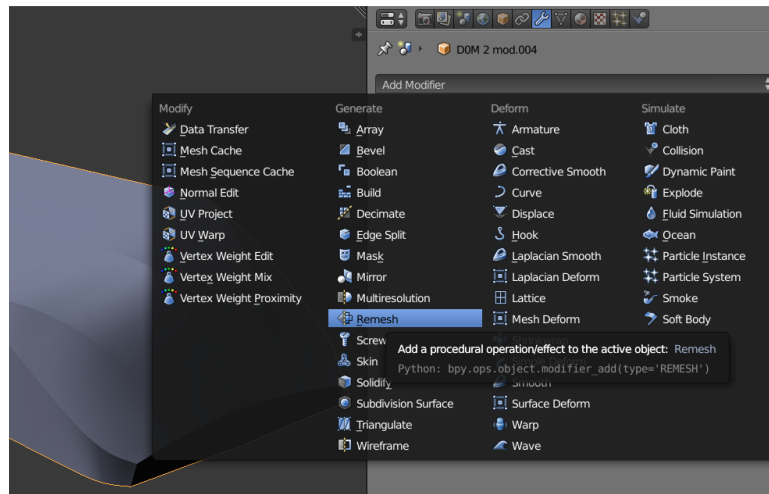 D0M 2 mod.004
Add Modifier
Modify
Data Transfer
Mesh Cache
Mesh Sequence Cache
Normal Edit
UV Project
UV Warp
Vertex Weight Edit
Vertex Weight Mix
Vertex Weight Proximity
Generate
Array
Bevel
Boolean
Build
Decimate
Edge Split
Mask
Mirror
Multiresolution
Remesh
Screw
Skin
Solidify
Subdivision Surface
Triangulate
Wireframe
Deform
Armature
Cast
Corrective Smooth
Curve
Displace
Hook
Laplacian Smooth
Laplacian Deform
Lattice
Mesh Deform
Shrinkwrap
Simple Deform
Smooth
Surface Deform
Warp
Wave
Simulate
Cloth
Collision
Dynamic Paint
Explode
Fluid Simulation
Ocean
Particle Instance
Particle System
Smoke
Soft Body
Add a procedural operation/effect to the active object: Remesh
Python: bpy.ops.object.modifier_add(type='REMESH')